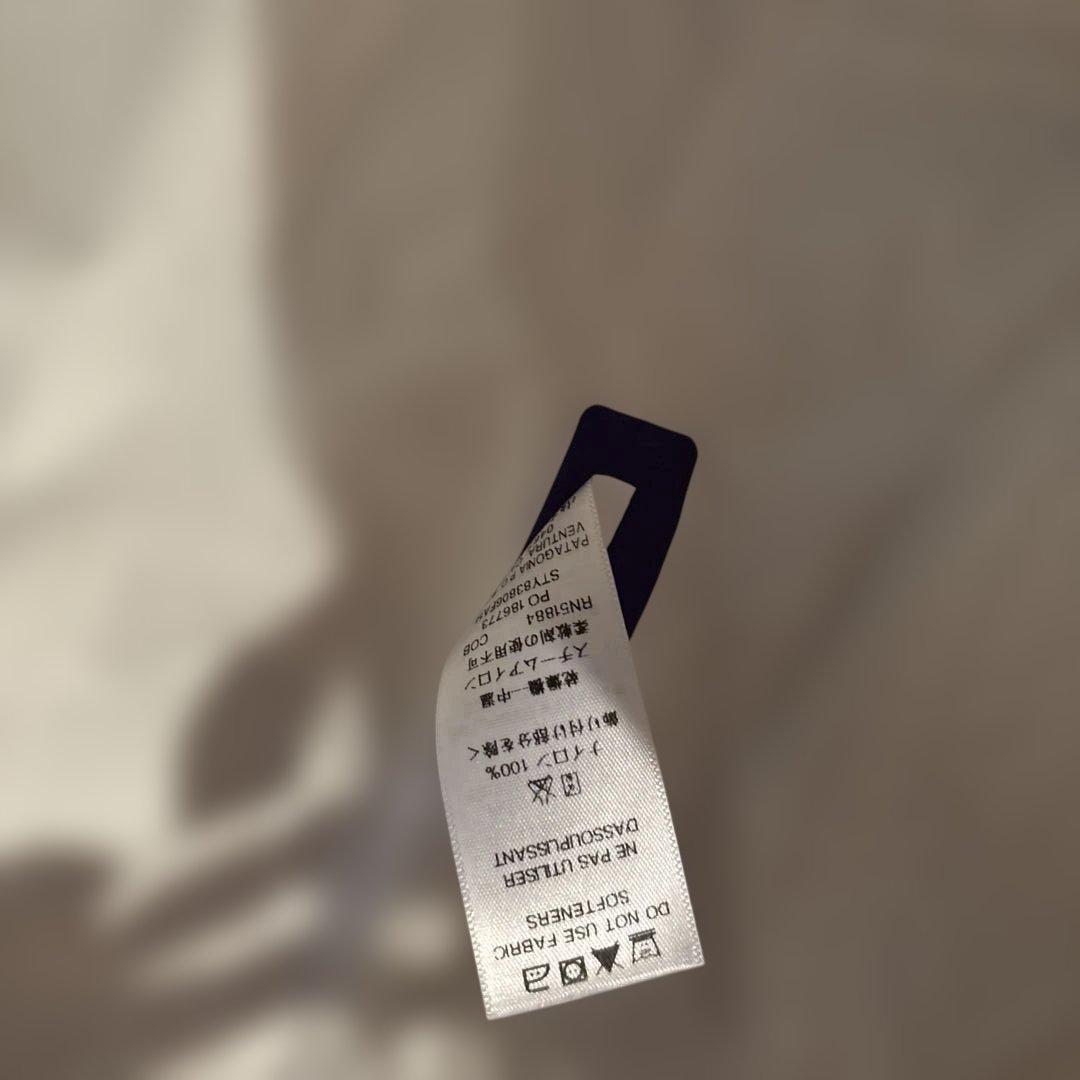 DO NOT USE FABRIC
SOFTENERS
NE PAS UTILISER
D'ASSOUPLISSANT
ナイロン 100%
飾り付け部分を除く
乾燥機--中温
スチームアイロン
柔軟剤の使用不可
RN51884 COB
PO 186773
PATAGONIA P.O.
VENTURA